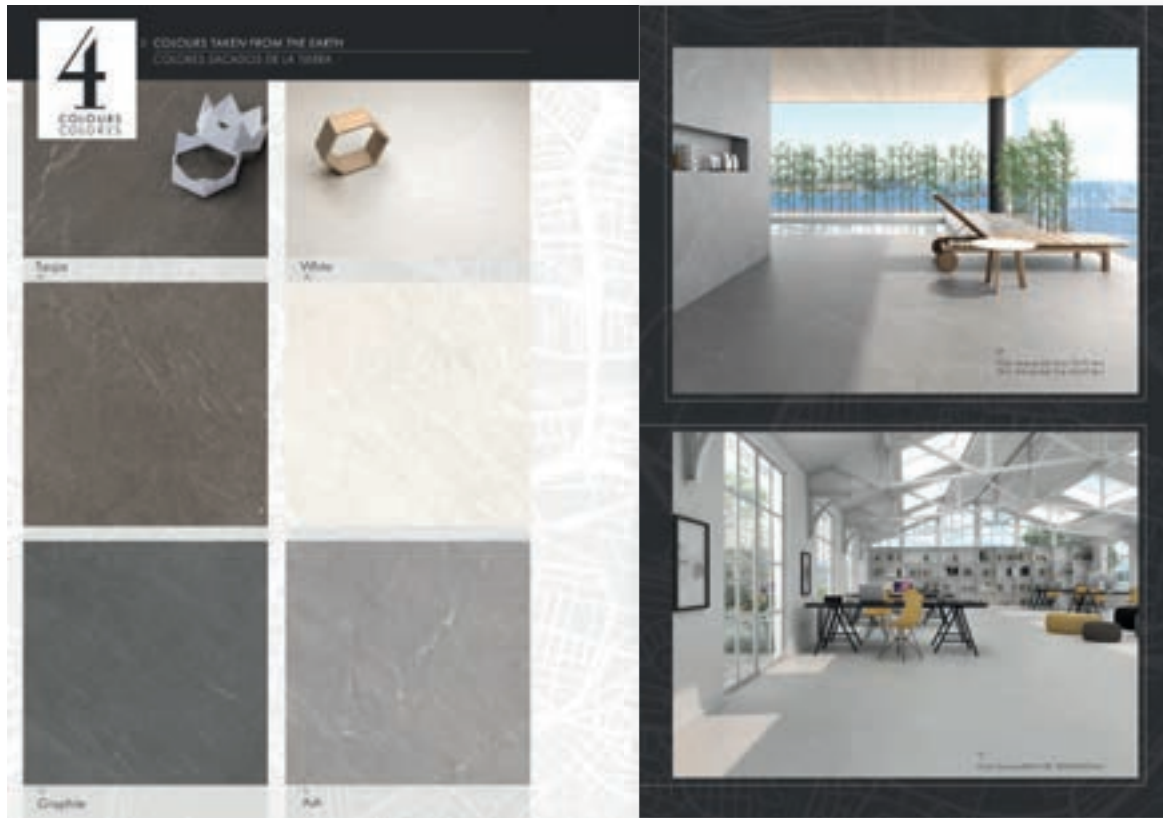 4
COLOURS
COLORES
COLOURS TAKEN FROM THE EARTH
COLORES SACADOS DE LA TIERRA
Taupe
White
Graphite
Ash